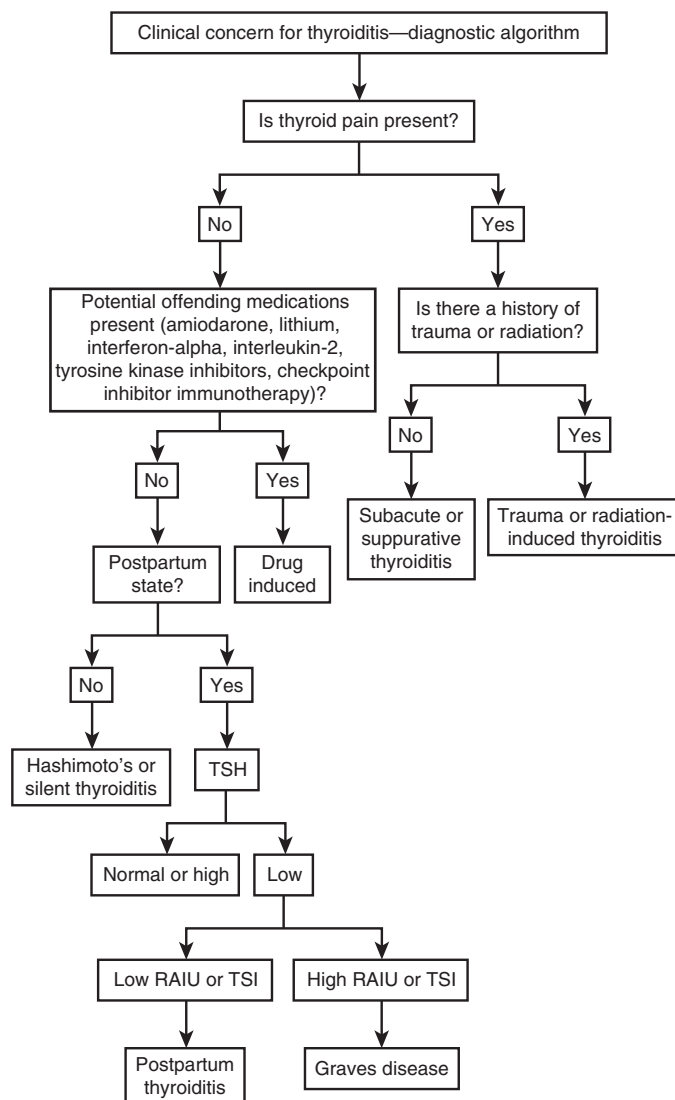 Clinical concern for thyroiditis—diagnostic algorithm
Is thyroid pain present?
No
Yes
Potential offending medications
present (amiodarone, lithium,
interferon-alpha, interleukin-2,
tyrosine kinase inhibitors, checkpoint
inhibitor immunotherapy)?
Is there a history of
trauma or radiation?
No
Yes
No
Yes
Subacute or
suppurative
thyroiditis
Trauma or radiation-
induced thyroiditis
Postpartum
state?
Drug
induced
No
Yes
Hashimoto's or
silent thyroiditis
TSH
Normal or high
Low
Low RAIU or TSI
High RAIU or TSI
Postpartum
thyroiditis
Graves disease